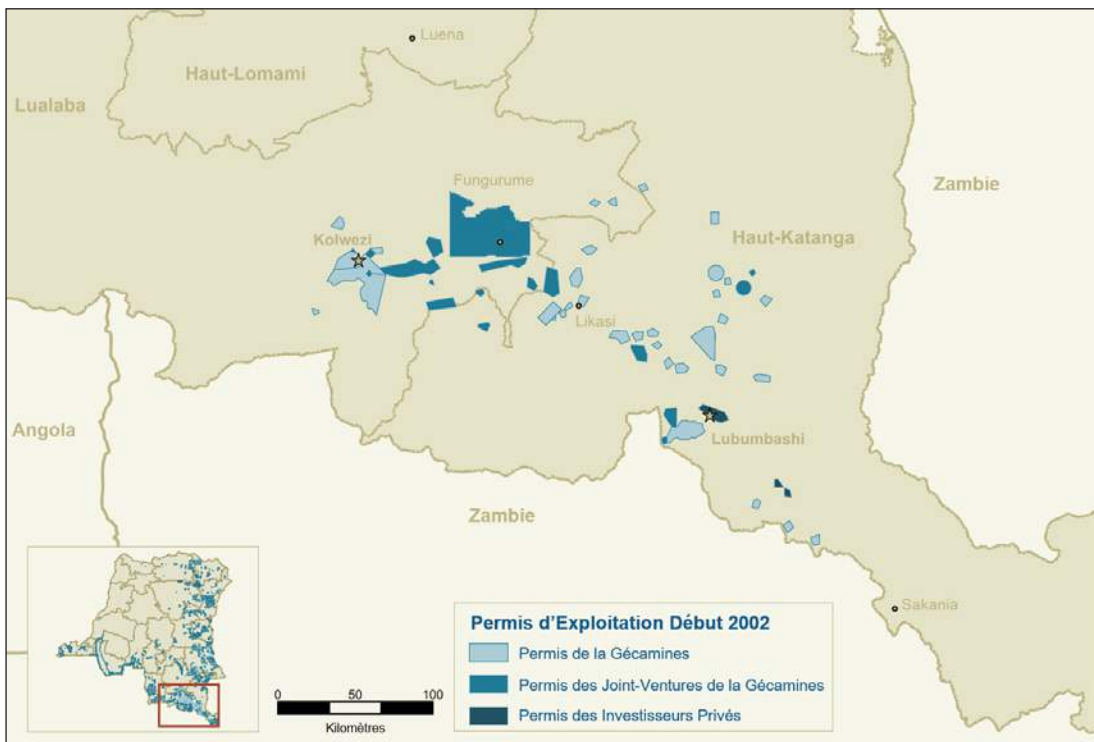 Luena
Haut-Lomami
Lualaba
Fungurume
Zambie
Kolwezi
Haut-Katanga
Likasi
Angola
Lubumbashi
Zambie
Sakania
Permis d'Exploitation Début 2002
Permis de la Gécamines
Permis des Joint-Ventures de la Gécamines
Permis des Investisseurs Privés
0 50 100
Kilomètres